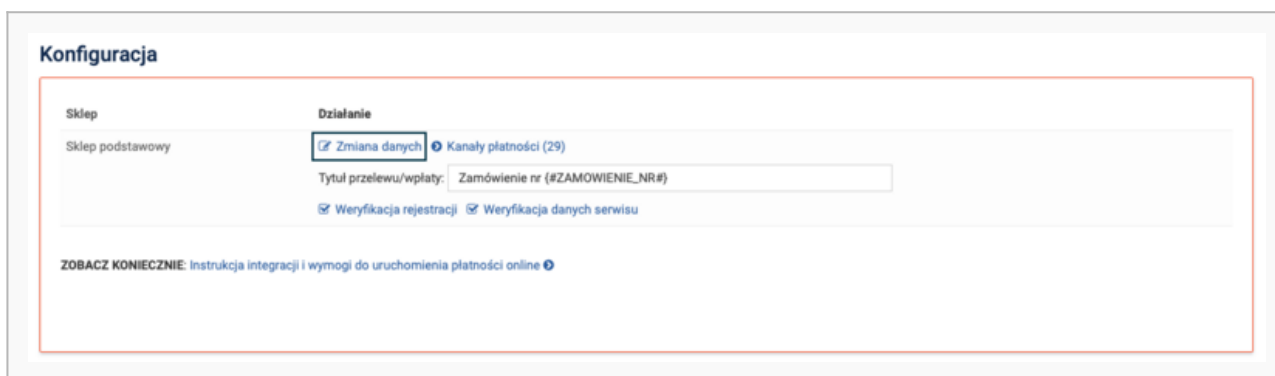 Konfiguracja
Sklep Działanie
Sklep podstawowy Zmiana danych Kanały płatności (29)
Tytuł przelewu/wpłaty: Zamówienie nr {#ZAMOWIENIE_NR#}
Weryfikacja rejestracji Weryfikacja danych serwisu
ZOBACZ KONIECZNIE: Instrukcja integracji i wymogi do uruchomienia płatności online